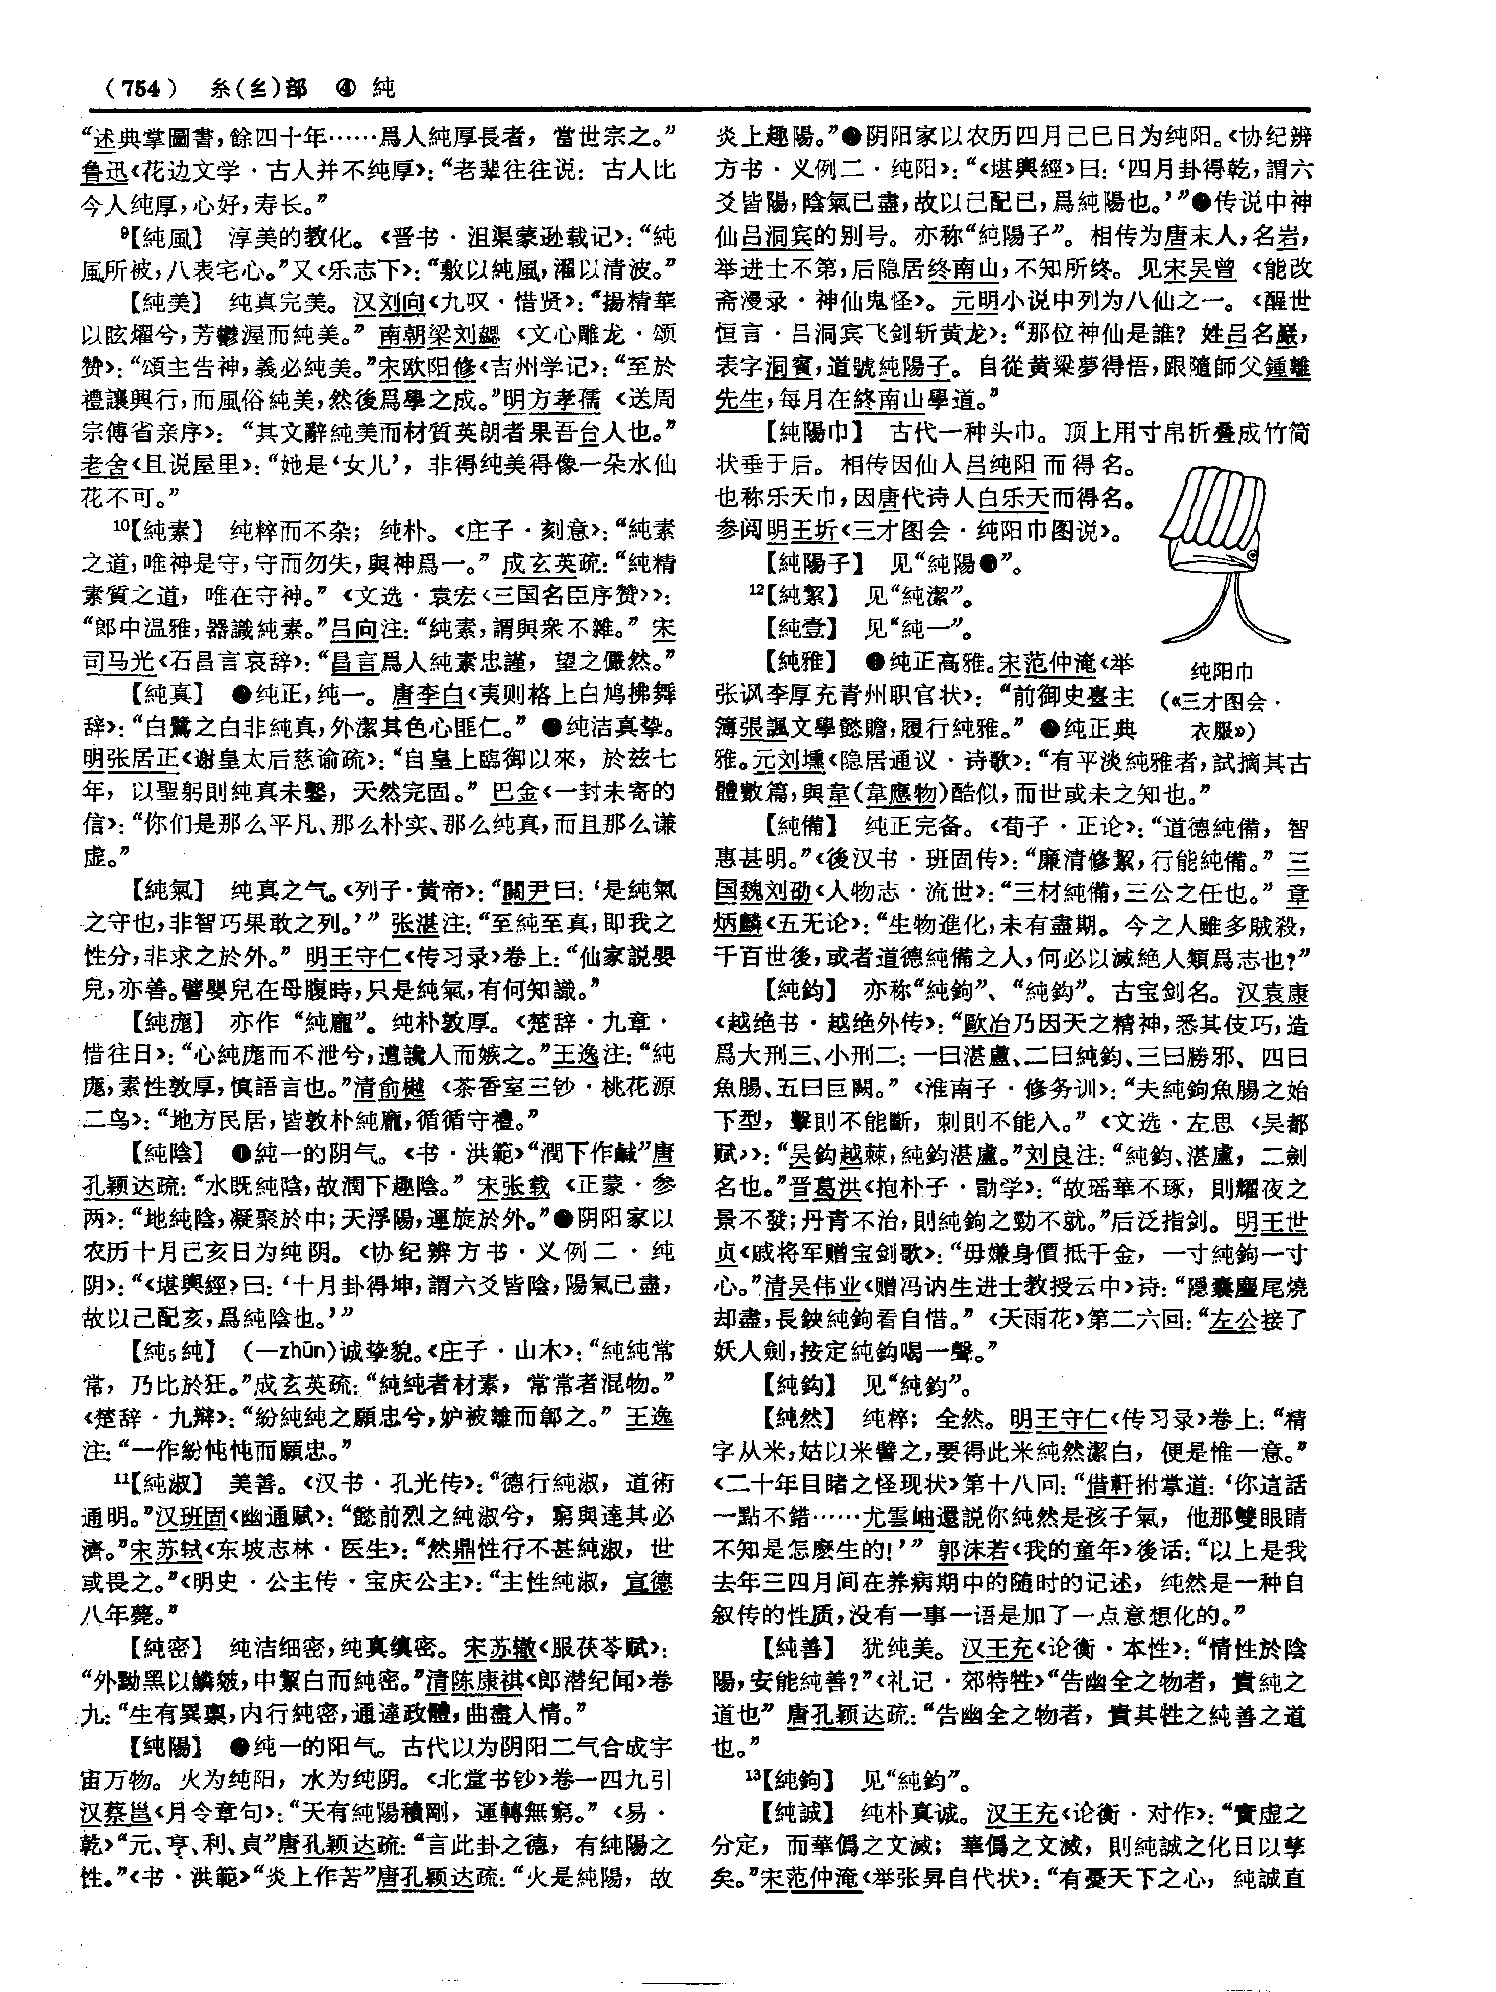 （754） 糸(纟)部 ④ 純
“述典掌圖書，餘四十年……爲人純厚長者，當世宗之。”
鲁迅《花边文学·古人并不纯厚》：“老辈往往说：古人比
今人纯厚，心好，寿长。”
9【純風】 淳美的教化。《晋书·沮渠蒙逊载记》：“純
風所被，八表宅心。”又《乐志下》：“敷以純風，濯以清波。”
【純美】 纯真完美。汉刘向《九叹·惜贤》：“揚精華
以眩燿兮，芳鬱渥而純美。”南朝梁刘勰《文心雕龙·颂
赞》：“頌主告神，義必純美。”宋欧阳修《吉州学记》：“至於
禮讓興行，而風俗純美，然後爲學之成。”明方孝孺《送周
宗傳省亲序》：“其文辭純美而材質英朗者果吾台人也。”
老舍《且说屋里》：“她是‘女儿’，非得纯美得像一朵水仙
花不可。”
10【純素】 纯粹而不杂；纯朴。《庄子·刻意》：“純素
之道，唯神是守，守而勿失，與神爲一。”成玄英疏：“純精
素質之道，唯在守神。”《文选·袁宏〈三国名臣序赞〉》：
“郎中温雅，器識純素。”吕向注：“純素，謂與衆不雜。”宋
司马光《石昌言哀辞》：“昌言爲人純素忠謹，望之儼然。”
【純真】 ❶纯正，纯一。唐李白《夷则格上白鸠拂舞
辞》：“白鷺之白非純真，外潔其色心匪仁。”❷纯洁真挚。
明张居正《谢皇太后慈谕疏》：“自皇上臨御以來，於兹七
年，以聖躬則純真未鑿，天然完固。”巴金《一封未寄的
信》：“你们是那么平凡、那么朴实、那么纯真，而且那么谦
虚。”
【純氣】 纯真之气。《列子·黄帝》：“關尹曰：‘是純氣
之守也，非智巧果敢之列。’”张湛注：“至純至真，即我之
性分，非求之於外。”明王守仁《传习录》卷上：“仙家説嬰
兒，亦善。譬嬰兒在母腹時，只是純氣，有何知識。”
【純庬】 亦作“純龐”。纯朴敦厚。《楚辞·九章·
惜往日》：“心純庬而不泄兮，遭讒人而嫉之。”王逸注：“純
庬，素性敦厚，慎語言也。”清俞樾《茶香室三钞·桃花源
二鸟》：“地方民居，皆敦朴純龐，循循守禮。”
【純陰】 ❶純一的阴气。《书·洪範》“潤下作鹹”唐
孔颖达疏：“水既純陰，故潤下趣陰。”宋张载《正蒙·参
两》：“地純陰，凝聚於中；天浮陽，運旋於外。”❷阴阳家以
农历十月己亥日为纯阴。《协纪辨方书·义例二·纯
阴》：“《堪輿經》曰：‘十月卦得坤，謂六爻皆陰，陽氣已盡，
故以己配亥，爲純陰也。’”
【純5純】 （—zhūn）诚挚貌。《庄子·山木》：“純純常
常，乃比於狂。”成玄英疏：“純純者材素，常常者混物。”
《楚辞·九辩》：“紛純純之願忠兮，妒被離而鄣之。”王逸
注：“一作紛忳忳而願忠。”
11【純淑】 美善。《汉书·孔光传》：“德行純淑，道術
通明。”汉班固《幽通赋》：“懿前烈之純淑兮，窮與達其必
濟。”宋苏轼《东坡志林·医生》：“然鼎性行不甚純淑，世
或畏之。”《明史·公主传·宝庆公主》：“主性純淑，宣德
八年薨。”
【純密】 纯洁细密，纯真缜密。宋苏辙《服茯苓赋》：
“外黝黑以鱗皴，中絜白而純密。”清陈康祺《郎潜纪闻》卷
九：“生有異禀，内行純密，通達政體，曲盡人情。”
【純陽】 ❶纯一的阳气。古代以为阴阳二气合成宇
宙万物。火为纯阳，水为纯阴。《北堂书钞》卷一四九引
汉蔡邕《月令章句》：“天有純陽積剛，運轉無窮。”《易·
乾》“元、亨、利、貞”唐孔颖达疏：“言此卦之德，有純陽之
性。”《书·洪範》“炎上作苦”唐孔颖达疏：“火是純陽，故
炎上趣陽。”❷阴阳家以农历四月己巳日为纯阳。《协纪辨
方书·义例二·纯阳》：“《堪輿經》曰：‘四月卦得乾，謂六
爻皆陽，陰氣已盡，故以己配巳，爲純陽也。’”❸传说中神
仙吕洞宾的别号。亦称“純陽子”。相传为唐末人，名岩，
举进士不第，后隐居终南山，不知所终。见宋吴曾《能改
斋漫录·神仙鬼怪》。元明小说中列为八仙之一。《醒世
恒言·吕洞宾飞剑斩黄龙》：“那位神仙是誰？姓吕名巖，
表字洞賓，道號純陽子。自從黄粱夢得悟，跟隨師父鍾離
先生，每月在終南山學道。”
【純陽巾】 古代一种头巾。顶上用寸帛折叠成竹简
状垂于后。相传因仙人吕纯阳而得名。
也称乐天巾，因唐代诗人白乐天而得名。
参阅明王圻《三才图会·纯阳巾图说》。
【純陽子】 见“純陽❸”。
12【純絜】 见“純潔”。
【純壹】 见“純一”。
【純雅】 ❶纯正高雅。宋范仲淹《举
张讽李厚充青州职官状》：“前御史臺主
簿張諷文學懿贍，履行純雅。”❷纯正典
雅。元刘壎《隐居通议·诗歌》：“有平淡純雅者，試摘其古
體數篇，與韋（韋應物）酷似，而世或未之知也。”
纯阳巾
（《三才图会·
衣服》）
【純備】 纯正完备。《荀子·正论》：“道德純備，智
惠甚明。”《後汉书·班固传》：“廉清修絜，行能純備。”三
国魏刘劭《人物志·流世》：“三材純備，三公之任也。”章
炳麟《五无论》：“生物進化，未有盡期。今之人雖多賊殺，
千百世後，或者道德純備之人，何必以滅絶人類爲志也？”
【純鈞】 亦称“純鉤”、“純鈎”。古宝剑名。汉袁康
《越绝书·越绝外传》：“歐冶乃因天之精神，悉其伎巧，造
爲大刑三、小刑二：一曰湛盧、二曰純鈞、三曰勝邪、四曰
魚腸、五曰巨闕。”《淮南子·修务训》：“夫純鉤魚腸之始
下型，擊則不能斷，刺則不能入。”《文选·左思〈吴都
赋〉》：“吴鉤越棘，純鈞湛盧。”刘良注：“純鈞、湛盧，二劍
名也。”晋葛洪《抱朴子·勖学》：“故瑶華不琢，則耀夜之
景不發；丹青不治，則純鉤之勁不就。”后泛指剑。明王世
贞《戚将军赠宝剑歌》：“毋嫌身價抵千金，一寸純鉤一寸
心。”清吴伟业《赠冯讷生进士教授云中》诗：“隱囊麈尾燒
却盡，長鋏純鉤看自惜。”《天雨花》第二六回：“左公接了
妖人劍，按定純鈎喝一聲。”
【純鈎】 见“純鈞”。
【純然】 纯粹；全然。明王守仁《传习录》卷上：“精
字从米，姑以米譬之，要得此米純然潔白，便是惟一意。”
《二十年目睹之怪现状》第十八回：“借軒拊掌道：‘你這話
一點不錯……尤雲岫還説你純然是孩子氣，他那雙眼睛
不知是怎麽生的！’”郭沫若《我的童年》後話：“以上是我
去年三四月间在养病期中的随时的记述，纯然是一种自
叙传的性质，没有一事一语是加了一点意想化的。”
【純善】 犹纯美。汉王充《论衡·本性》：“情性於陰
陽，安能純善？”《礼记·郊特牲》“告幽全之物者，貴純之
道也”唐孔颖达疏：“告幽全之物者，貴其牲之純善之道
也。”
13【純鉤】 见“純鈞”。
【純誠】 纯朴真诚。汉王充《论衡·对作》：“實虚之
分定，而華僞之文滅；華僞之文滅，則純誠之化日以孳
矣。”宋范仲淹《举张昇自代状》：“有憂天下之心，純誠直